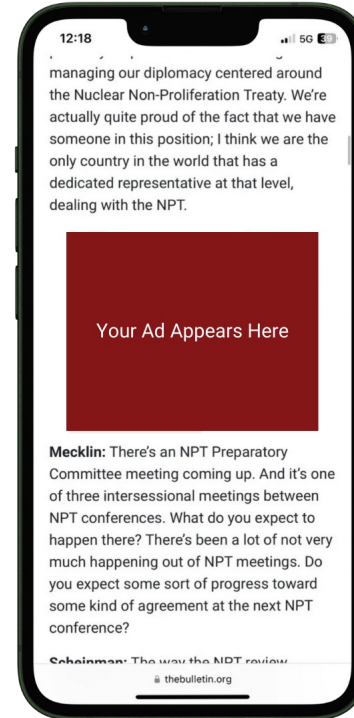 12:18
5G 39
managing our diplomacy centered around
the Nuclear Non-Proliferation Treaty. We’re
actually quite proud of the fact that we have
someone in this position; I think we are the
only country in the world that has a
dedicated representative at that level,
dealing with the NPT.
Your Ad Appears Here
Mecklin: There’s an NPT Preparatory
Committee meeting coming up. And it’s one
of three intersessional meetings between
NPT conferences. What do you expect to
happen there? There’s been a lot of not very
much happening out of NPT meetings. Do
you expect some sort of progress toward
some kind of agreement at the next NPT
conference?
Scheinman: The way the NPT review
thebulletin.org